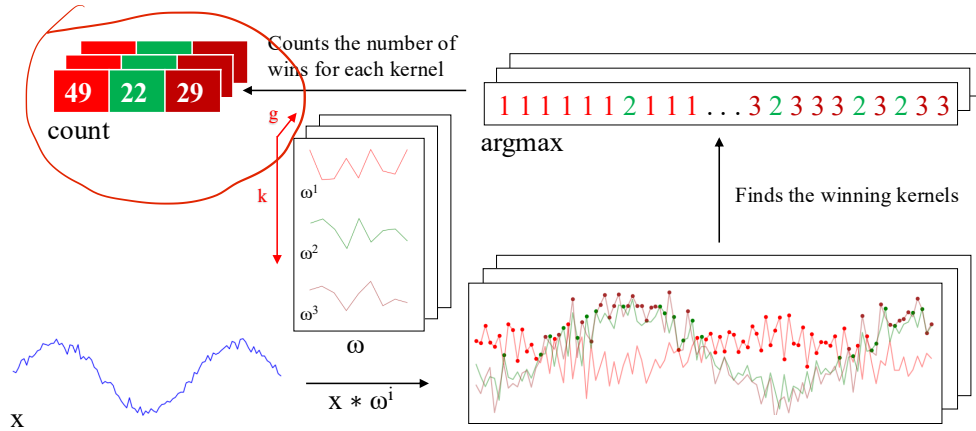 Counts the number of
wins for each kernel
49 22 29
count
1 1 1 1 1 1 2 1 1 1 ... 3 2 3 3 3 2 3 2 3 3
argmax
g
k
ω¹
ω²
ω³
ω
Finds the winning kernels
x
x ∗ ωⁱ